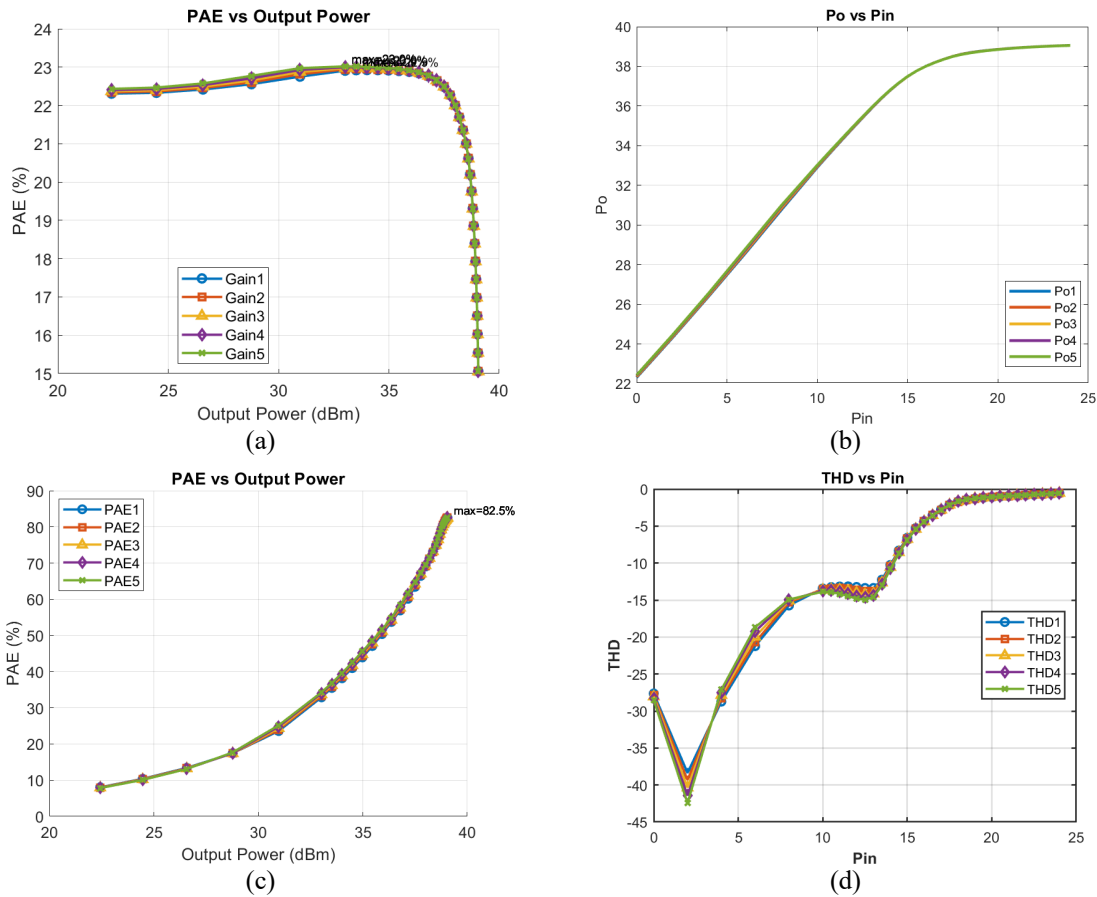 PAE vs Output Power
24
23
22
21
20
19
18
17
16
15
PAE (%)
Gain1
Gain2
Gain3
Gain4
Gain5
20
25
30
35
40
Output Power (dBm)
(a)
Po vs Pin
40
38
36
34
32
30
28
26
24
22
Po
Po1
Po2
Po3
Po4
Po5
0
5
10
15
20
25
Pin
(b)
PAE vs Output Power
90
80
70
60
50
40
30
20
10
0
PAE (%)
PAE1
PAE2
PAE3
PAE4
PAE5
max=82.5%
20
25
30
35
40
Output Power (dBm)
(c)
THD vs Pin
0
-5
-10
-15
-20
-25
-30
-35
-40
-45
THD
THD1
THD2
THD3
THD4
THD5
0
5
10
15
20
25
Pin
(d)